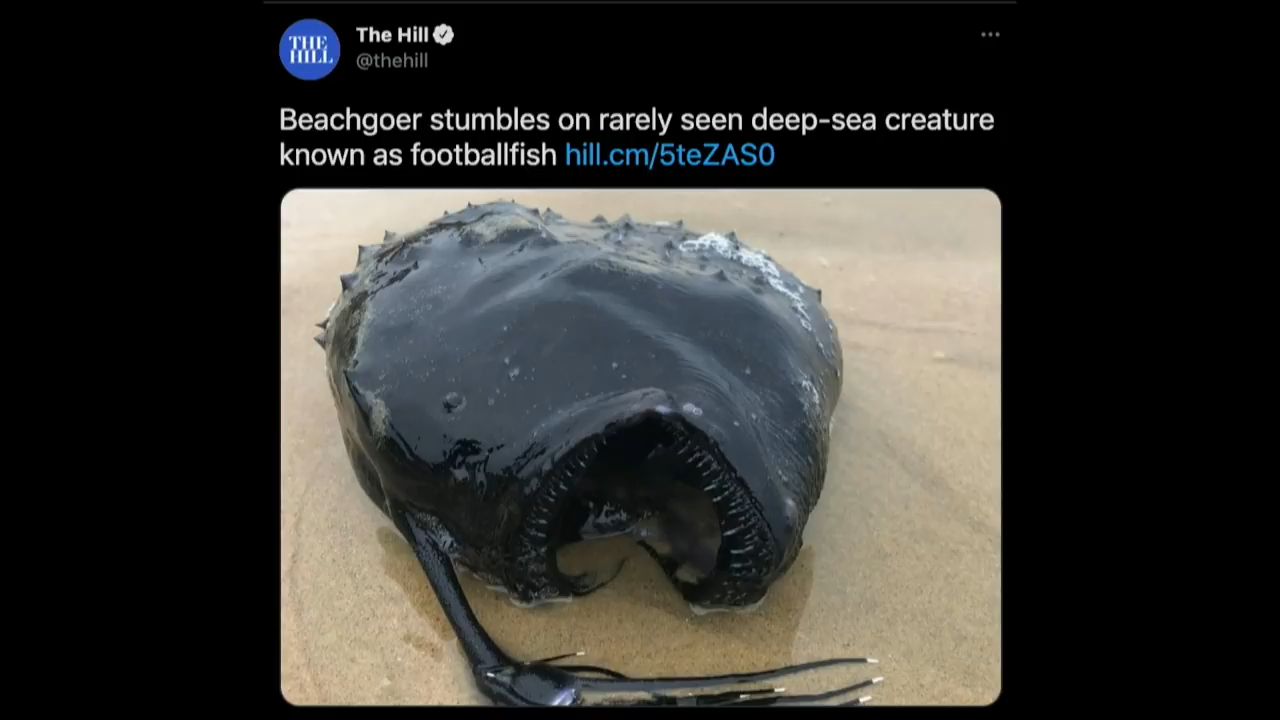 THE
HILL
The Hill
@thehill
Beachgoer stumbles on rarely seen deep-sea creature
known as footballfish hill.cm/5teZAS0